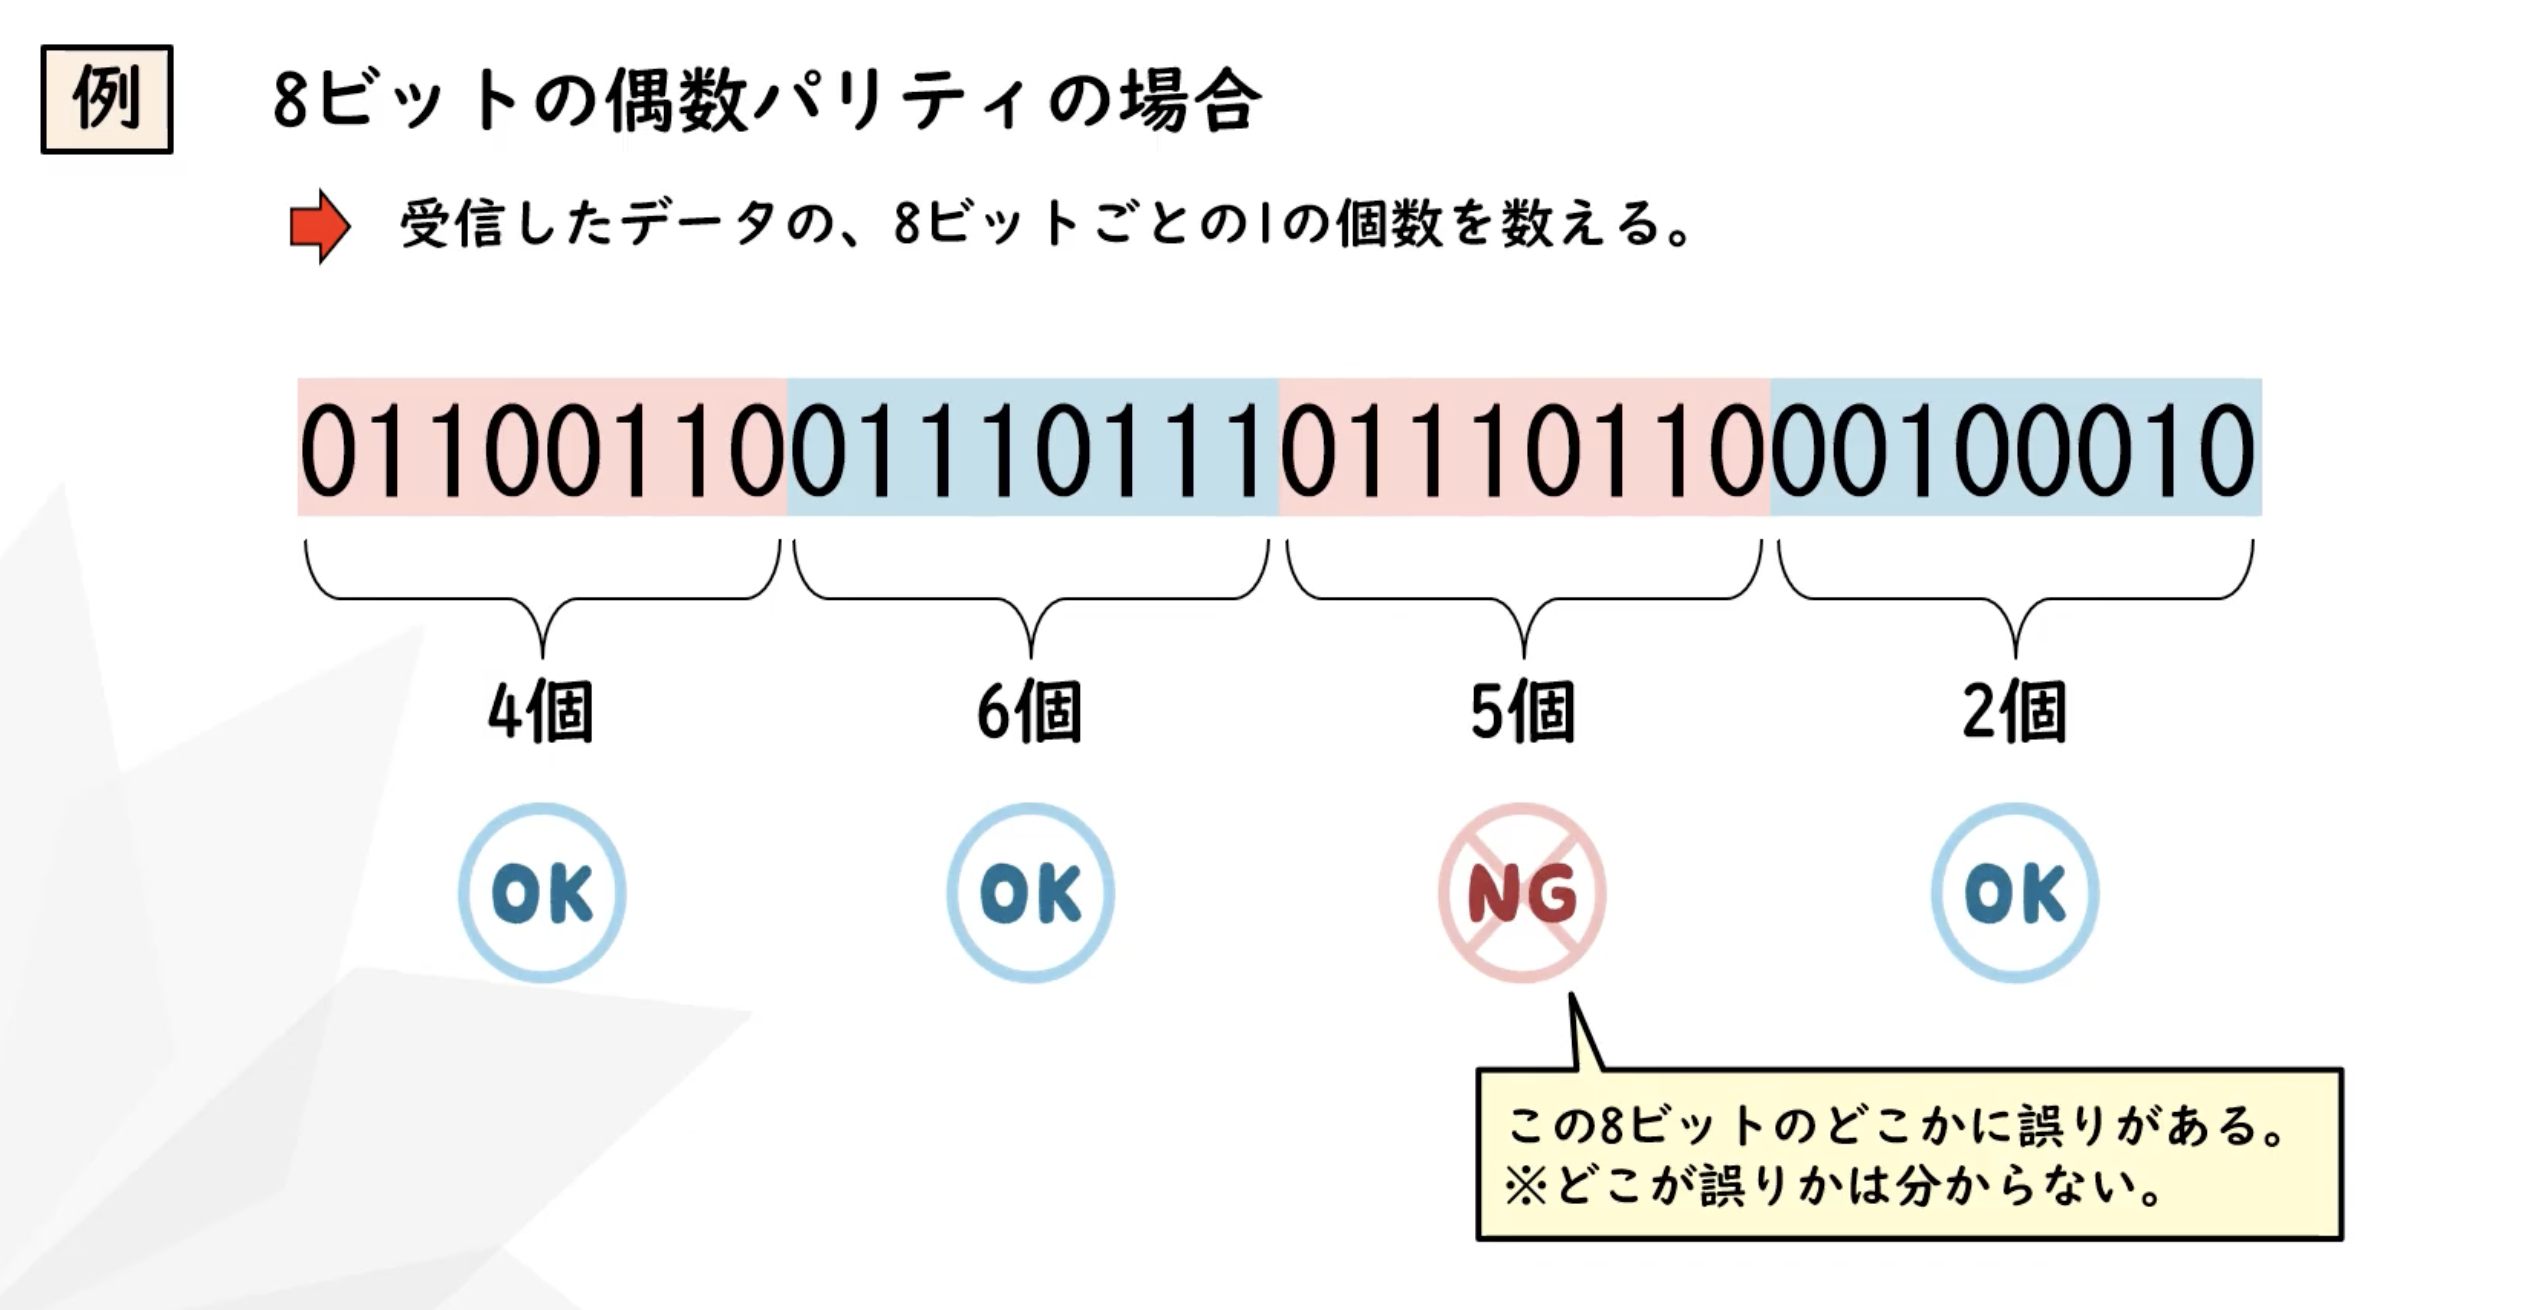 例
8ビットの偶数パリティの場合
受信したデータの、8ビットごとの1の個数を数える。
01100110011101110111011000100010
4個 6個 5個 2個
OK OK NG OK
この8ビットのどこかに誤りがある。
※どこが誤りかは分からない。